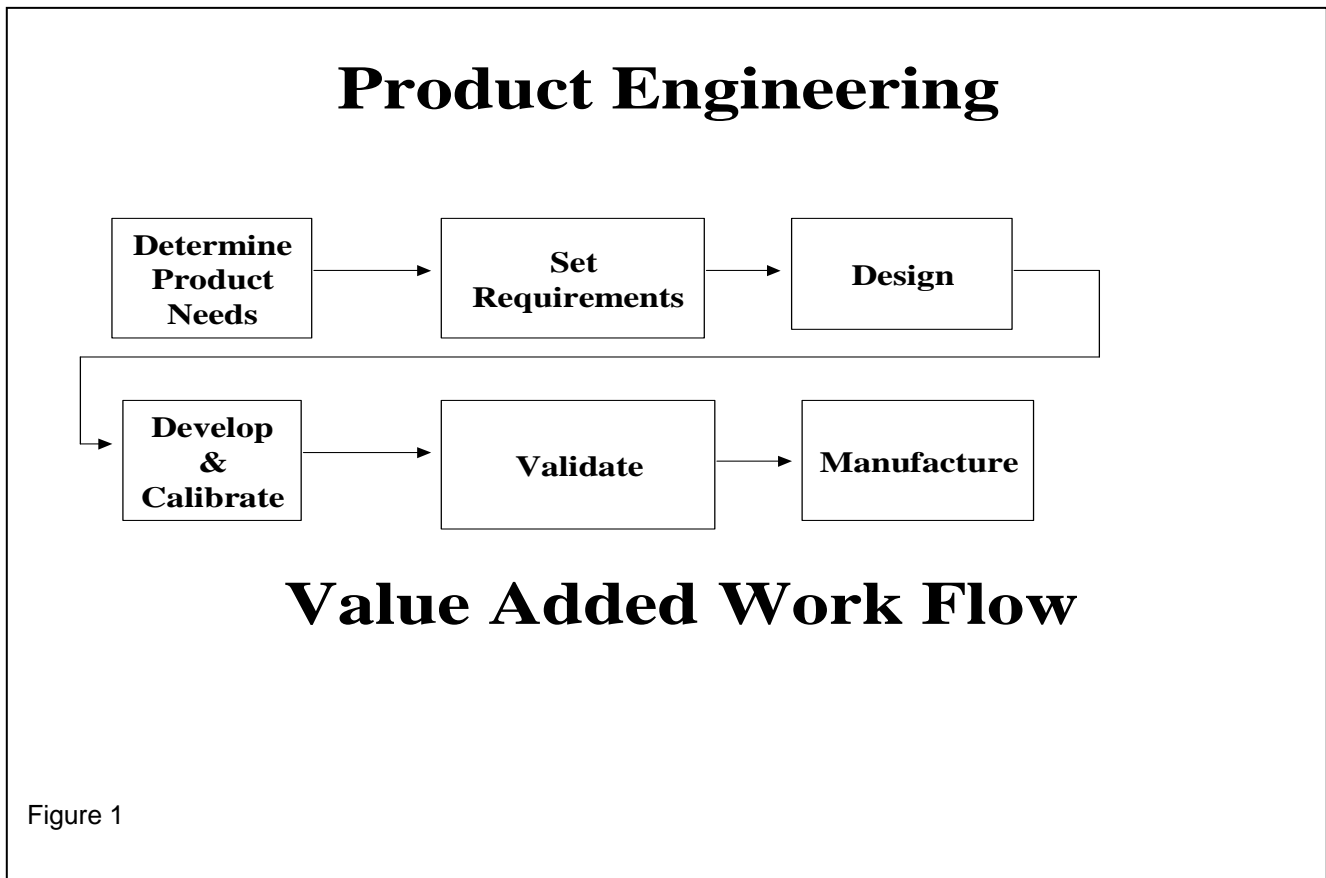 Product Engineering
Determine
Product
Needs
Set
Requirements
Design
Develop
&
Calibrate
Validate
Manufacture
Value Added Work Flow
Figure 1